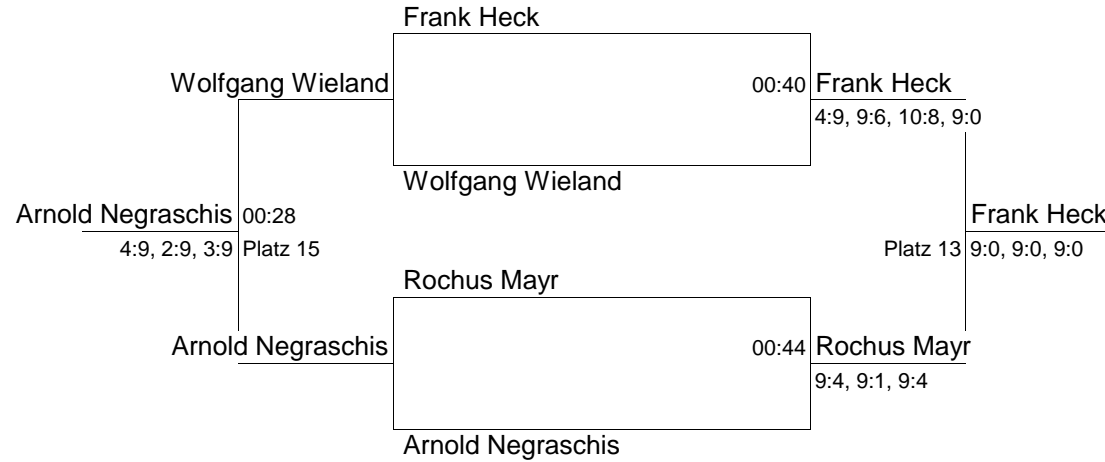 Frank Heck
Wolfgang Wieland
00:40 Frank Heck
4:9, 9:6, 10:8, 9:0
Wolfgang Wieland
Arnold Negraschis 00:28
Frank Heck
4:9, 2:9, 3:9 Platz 15
Platz 13 9:0, 9:0, 9:0
Rochus Mayr
Arnold Negraschis
00:44 Rochus Mayr
9:4, 9:1, 9:4
Arnold Negraschis